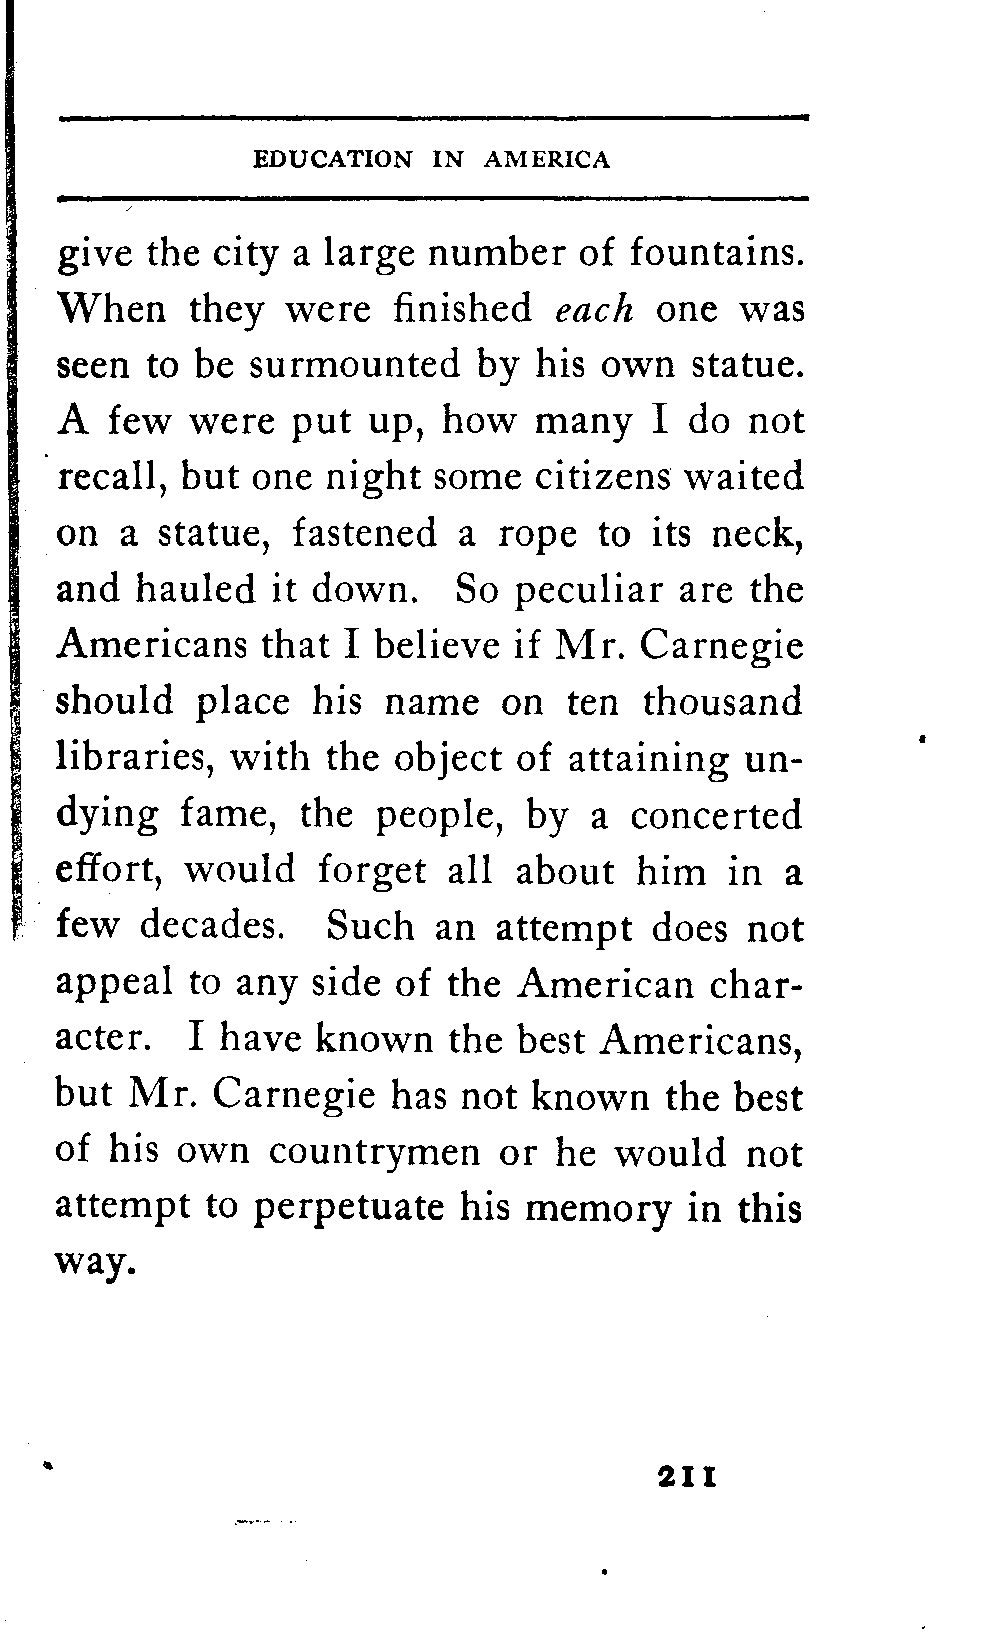 EDUCATION IN AMERICA
give the city a large number of fountains.
When they were finished each one was
seen to be surmounted by his own statue.
A few were put up, how many I do not
recall, but one night some citizens waited
on a statue, fastened a rope to its neck,
and hauled it down. So peculiar are the
Americans that I believe if Mr. Carnegie
should place his name on ten thousand
libraries, with the object of attaining un-
dying fame, the people, by a concerted
effort, would forget all about him in a
few decades. Such an attempt does not
appeal to any side of the American char-
acter. I have known the best Americans,
but Mr. Carnegie has not known the best
of his own countrymen or he would not
attempt to perpetuate his memory in this
way.
211